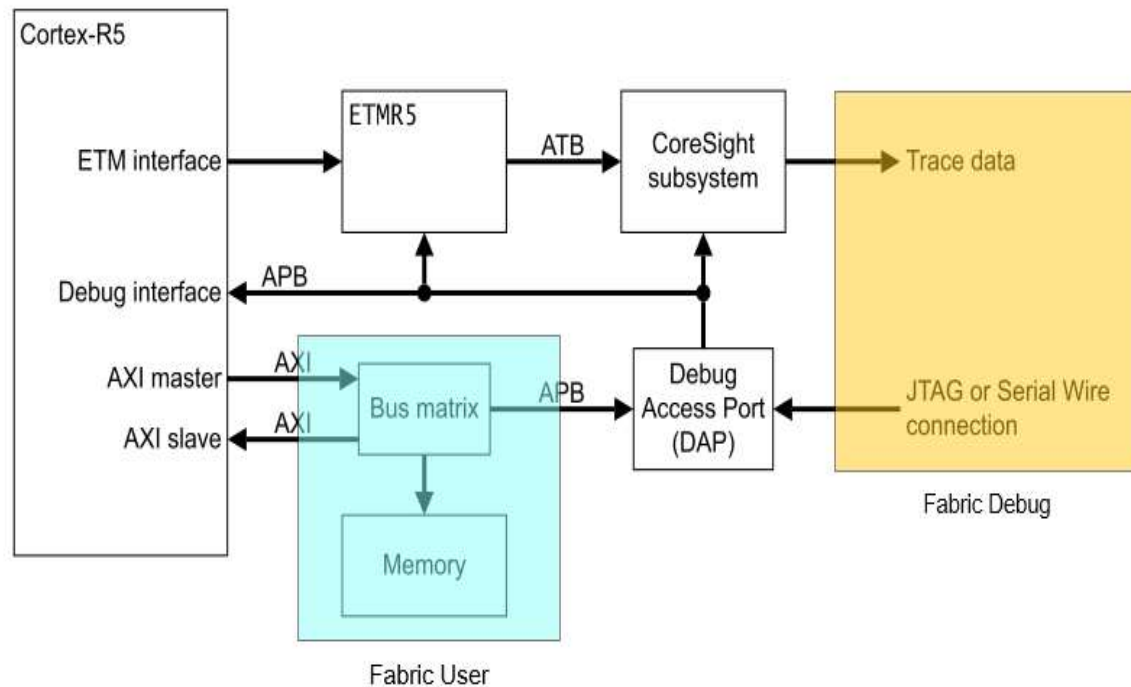 Cortex-R5
ETMR5
ETM interface
ATB
CoreSight
subsystem
Trace data
Debug interface
APB
AXI master
AXI
Bus matrix
APB
Debug
Access Port
(DAP)
JTAG or Serial Wire
connection
AXI slave
AXI
Memory
Fabric Debug
Fabric User